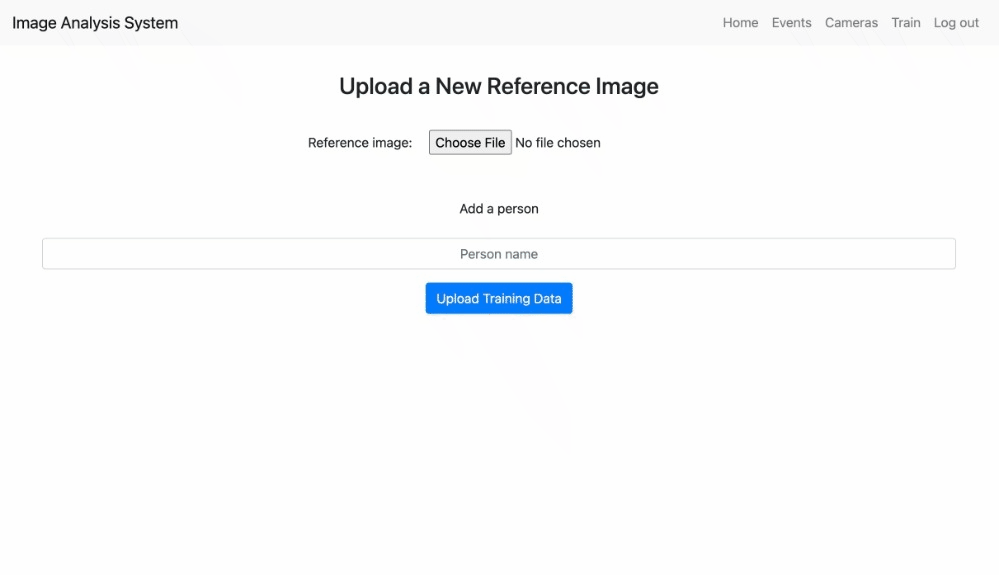 Image Analysis System Home Events Cameras Train Log out
Upload a New Reference Image
Reference image: Choose File No file chosen
Add a person
Person name
Upload Training Data